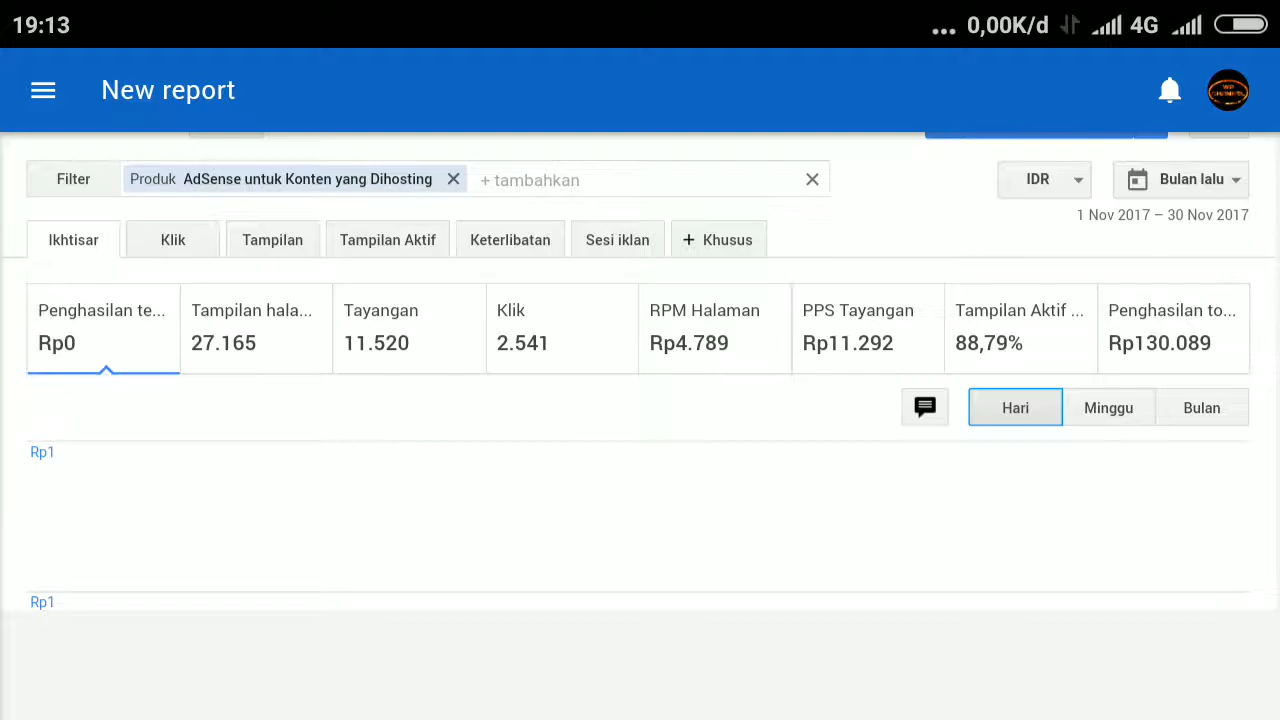 19:13
... 0,00K/d 4G
New report
Filter Produk AdSense untuk Konten yang Dihosting + tambahkan IDR Bulan lalu
1 Nov 2017 – 30 Nov 2017
Ikhtisar Klik Tampilan Tampilan Aktif Keterlibatan Sesi iklan + Khusus
Penghasilan te... Tampilan hala... Tayangan Klik RPM Halaman PPS Tayangan Tampilan Aktif ... Penghasilan to...
Rp0 27.165 11.520 2.541 Rp4.789 Rp11.292 88,79% Rp130.089
Hari Minggu Bulan
Rp1
Rp1